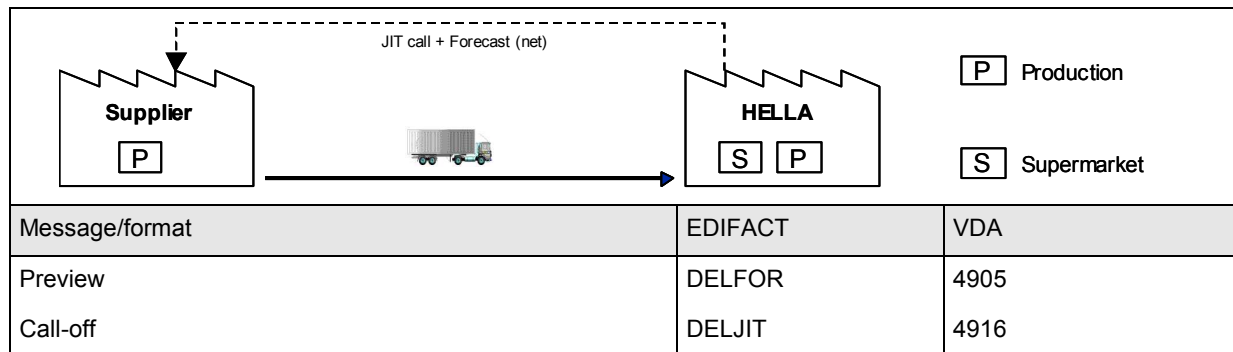 JIT call + Forecast (net)
P Production
Supplier
HELLA
P
S P
S Supermarket
Message/format EDIFACT VDA
Preview DELFOR 4905
Call-off DELJIT 4916